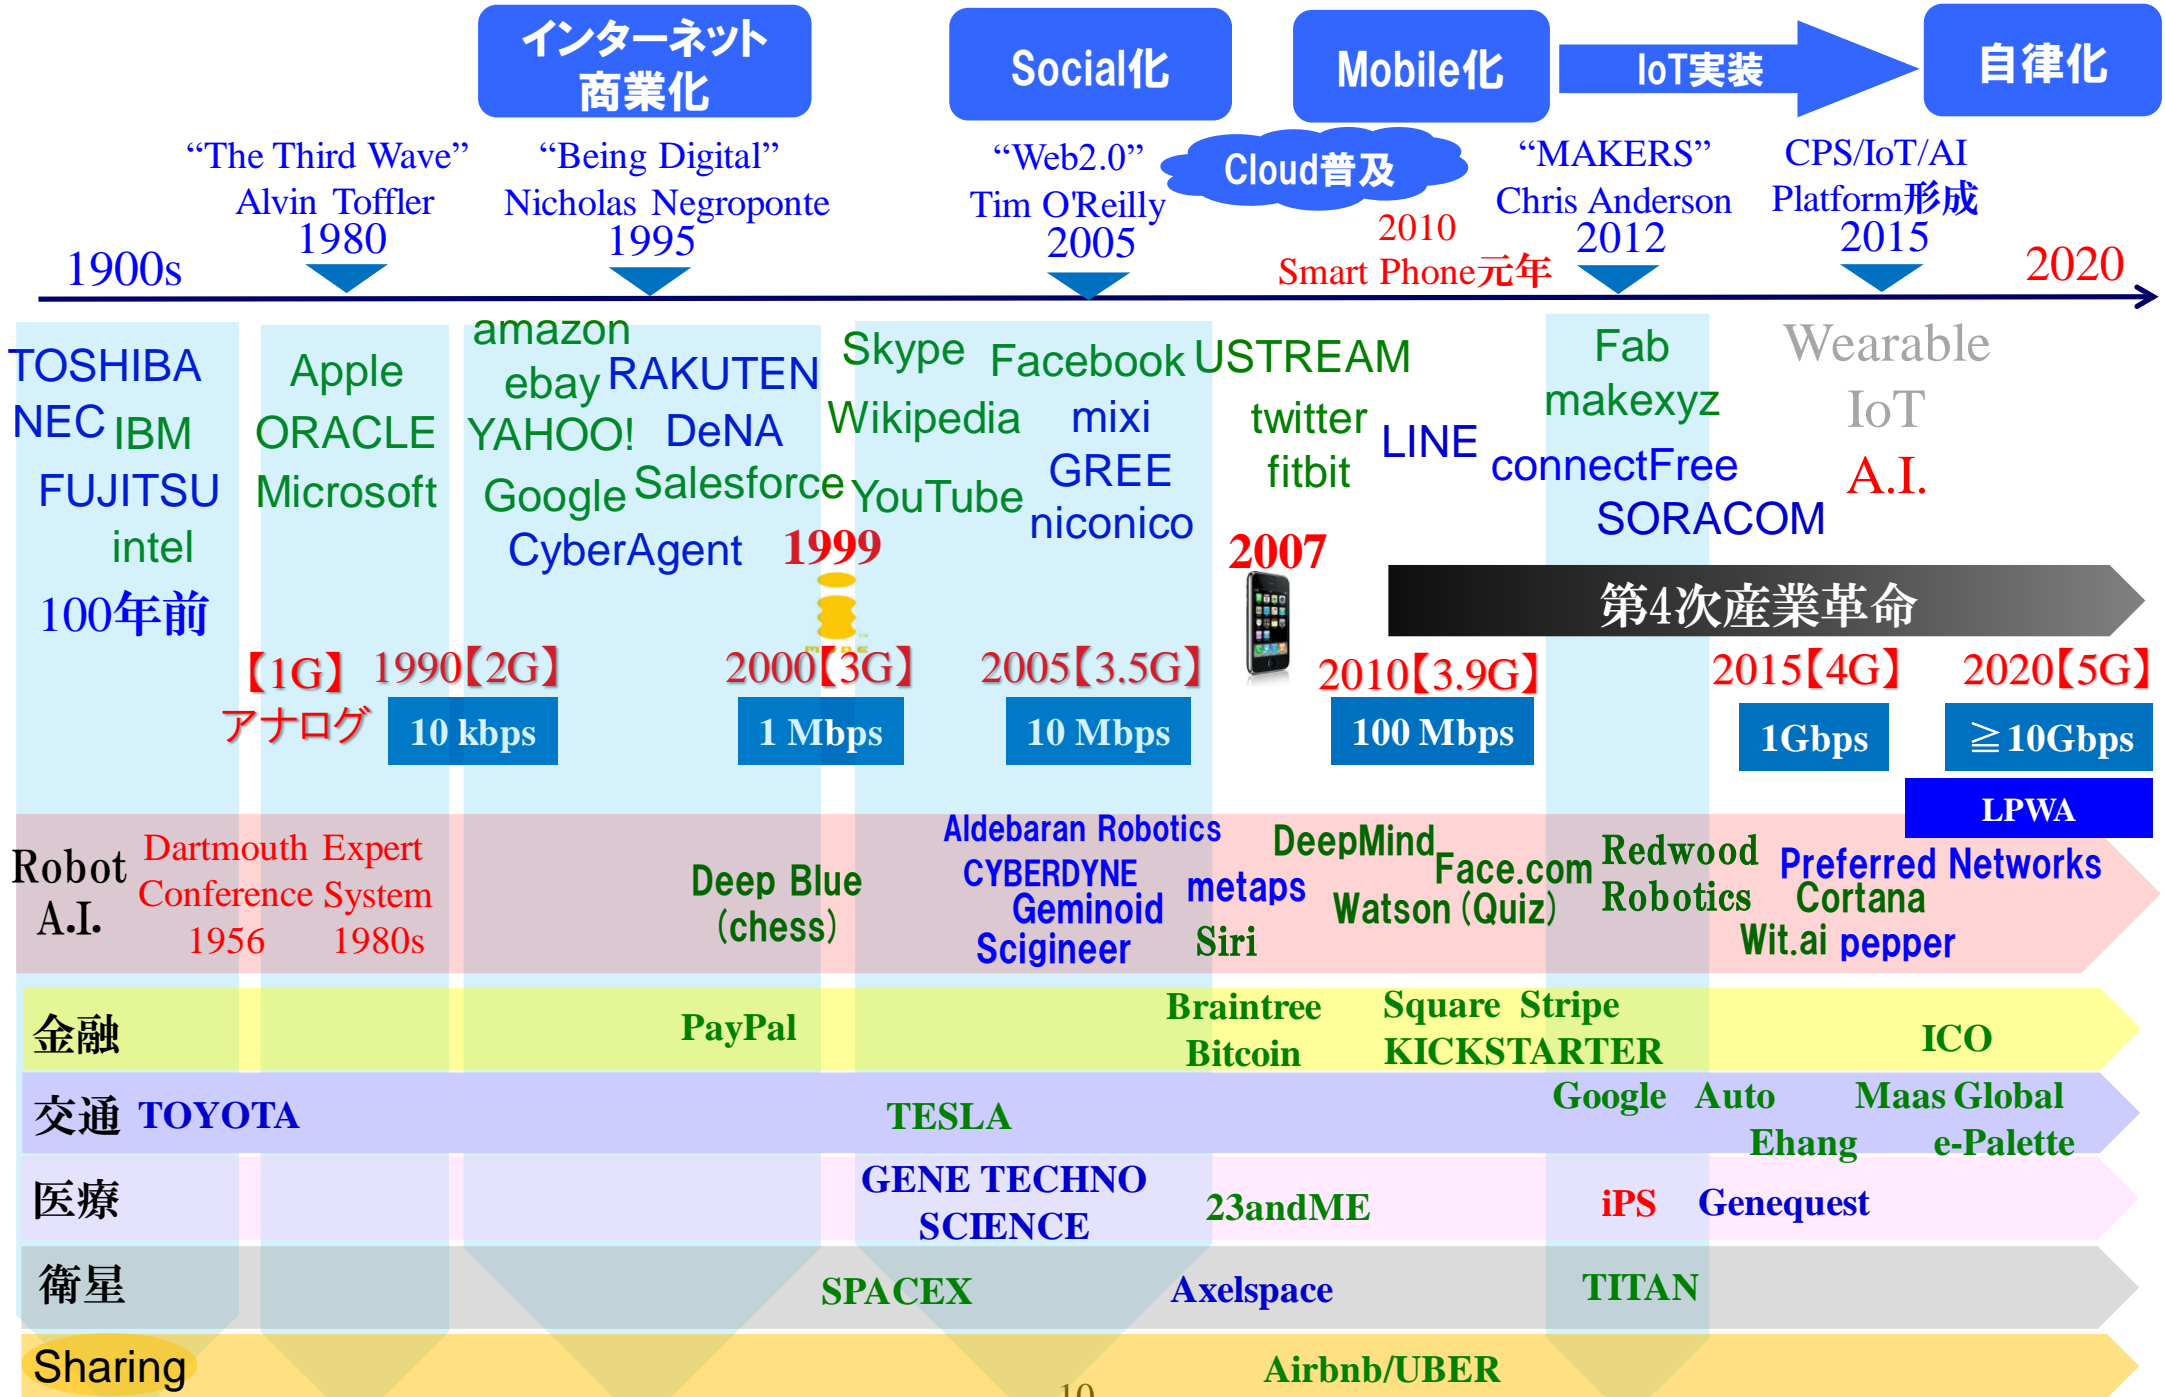 インターネット
商業化
Social化
Mobile化
IoT実装
自律化
“The Third Wave”
Alvin Toffler
1980
“Being Digital”
Nicholas Negroponte
1995
“Web2.0”
Tim O'Reilly
2005
Cloud普及
2010
Smart Phone元年
“MAKERS”
Chris Anderson
2012
CPS/IoT/AI
Platform形成
2015
1900s
2020
TOSHIBA
NEC
IBM
FUJITSU
intel
100年前
Apple
ORACLE
Microsoft
amazon
ebay
RAKUTEN
YAHOO!
DeNA
Google
Salesforce
CyberAgent
1999
Skype
Wikipedia
YouTube
Facebook
mixi
GREE
niconico
USTREAM
twitter
fitbit
LINE
2007
Fab
makexyz
connectFree
SORACOM
Wearable
IoT
A.I.
第4次産業革命
【1G】
アナログ
1990【2G】
10 kbps
2000【3G】
1 Mbps
2005【3.5G】
10 Mbps
2010【3.9G】
100 Mbps
2015【4G】
1Gbps
2020【5G】
≧10Gbps
LPWA
Robot
A.I.
Dartmouth
Conference
1956
Expert
System
1980s
Deep Blue
(chess)
Aldebaran Robotics
CYBERDYNE
Geminoid
Scigineer
metaps
Siri
DeepMind
Face.com
Watson (Quiz)
Redwood
Robotics
Preferred Networks
Cortana
Wit.ai
pepper
金融
PayPal
Braintree
Bitcoin
Square Stripe
KICKSTARTER
ICO
交通
TOYOTA
TESLA
Google Auto
Ehang
Maas Global
e-Palette
医療
GENE TECHNO
SCIENCE
23andME
iPS
Genequest
衛星
SPACEX
Axelspace
TITAN
Sharing
Airbnb/UBER
10